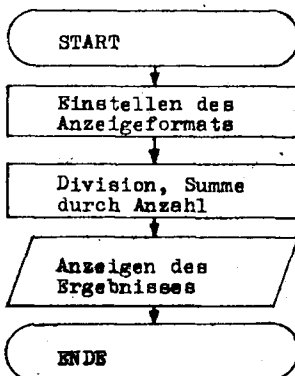 START
Einstellen des
Anzeigeformats
Division, Summe
durch Anzahl
Anzeigen des
Ergebnisses
ENDE